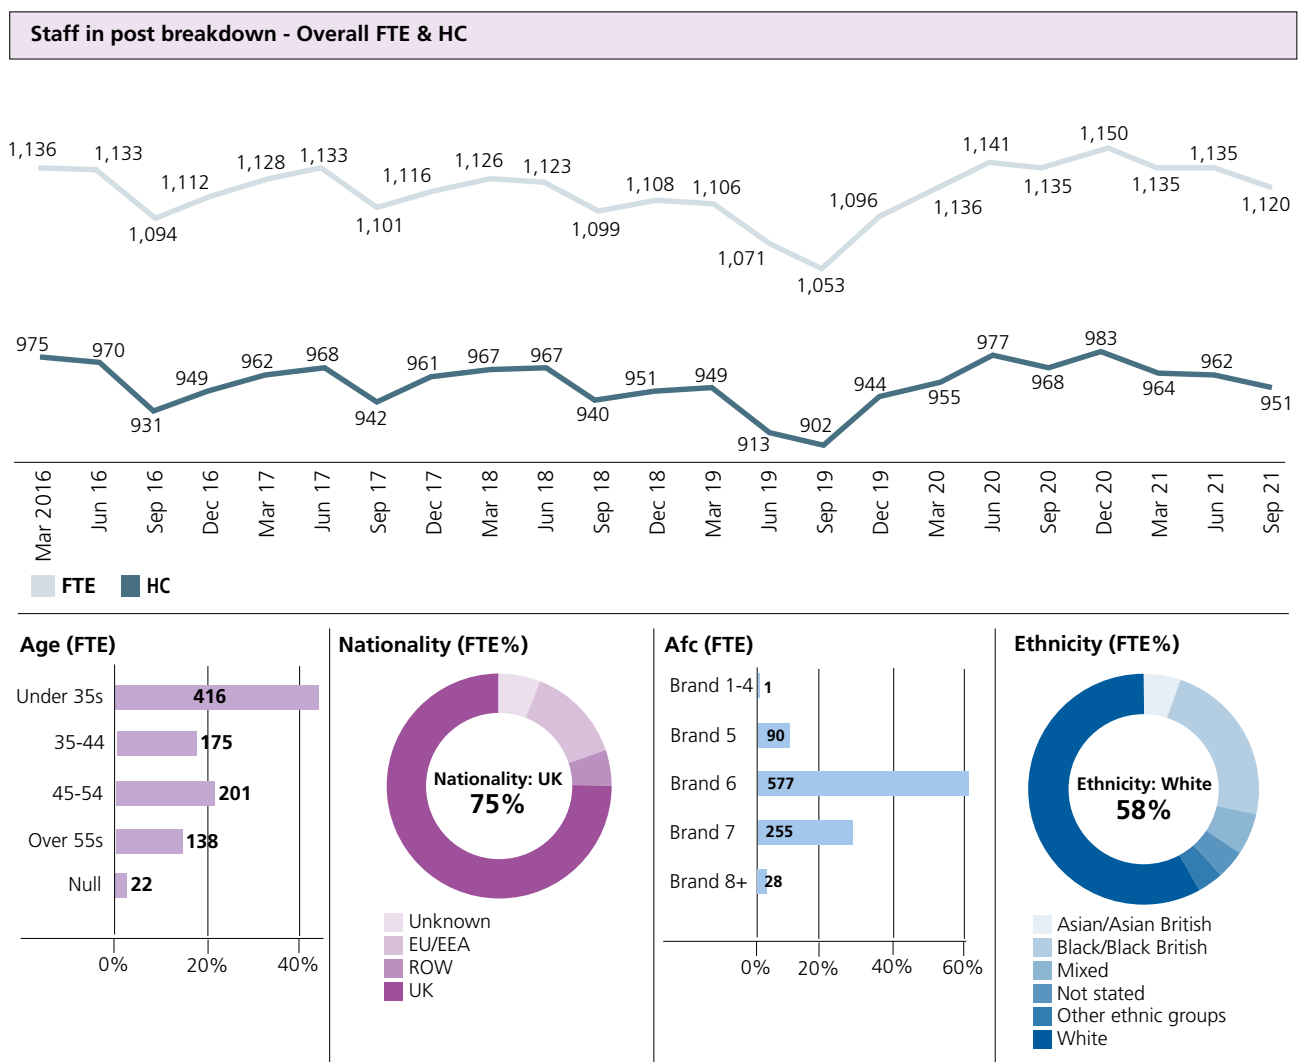 Staff in post breakdown - Overall FTE & HC
1,136
1,133
1,094
1,112
1,128
1,133
1,101
1,116
1,126
1,123
1,099
1,108
1,106
1,071
1,053
1,096
1,136
1,141
1,135
1,150
1,135
1,135
1,120
975
970
931
949
962
968
942
961
967
967
940
951
949
913
902
944
955
977
968
983
964
962
951
Mar 2016
Jun 16
Sep 16
Dec 16
Mar 17
Jun 17
Sep 17
Dec 17
Mar 18
Jun 18
Sep 18
Dec 18
Mar 19
Jun 19
Sep 19
Dec 19
Mar 20
Jun 20
Sep 20
Dec 20
Mar 21
Jun 21
Sep 21
FTE
HC
Age (FTE)
Under 35s 416
35-44 175
45-54 201
Over 55s 138
Null 22
0% 20% 40%
Nationality (FTE%)
Nationality: UK
75%
Unknown
EU/EEA
ROW
UK
Afc (FTE)
Brand 1-4 1
Brand 5 90
Brand 6 577
Brand 7 255
Brand 8+ 28
0% 20% 40% 60%
Ethnicity (FTE%)
Ethnicity: White
58%
Asian/Asian British
Black/Black British
Mixed
Not stated
Other ethnic groups
White